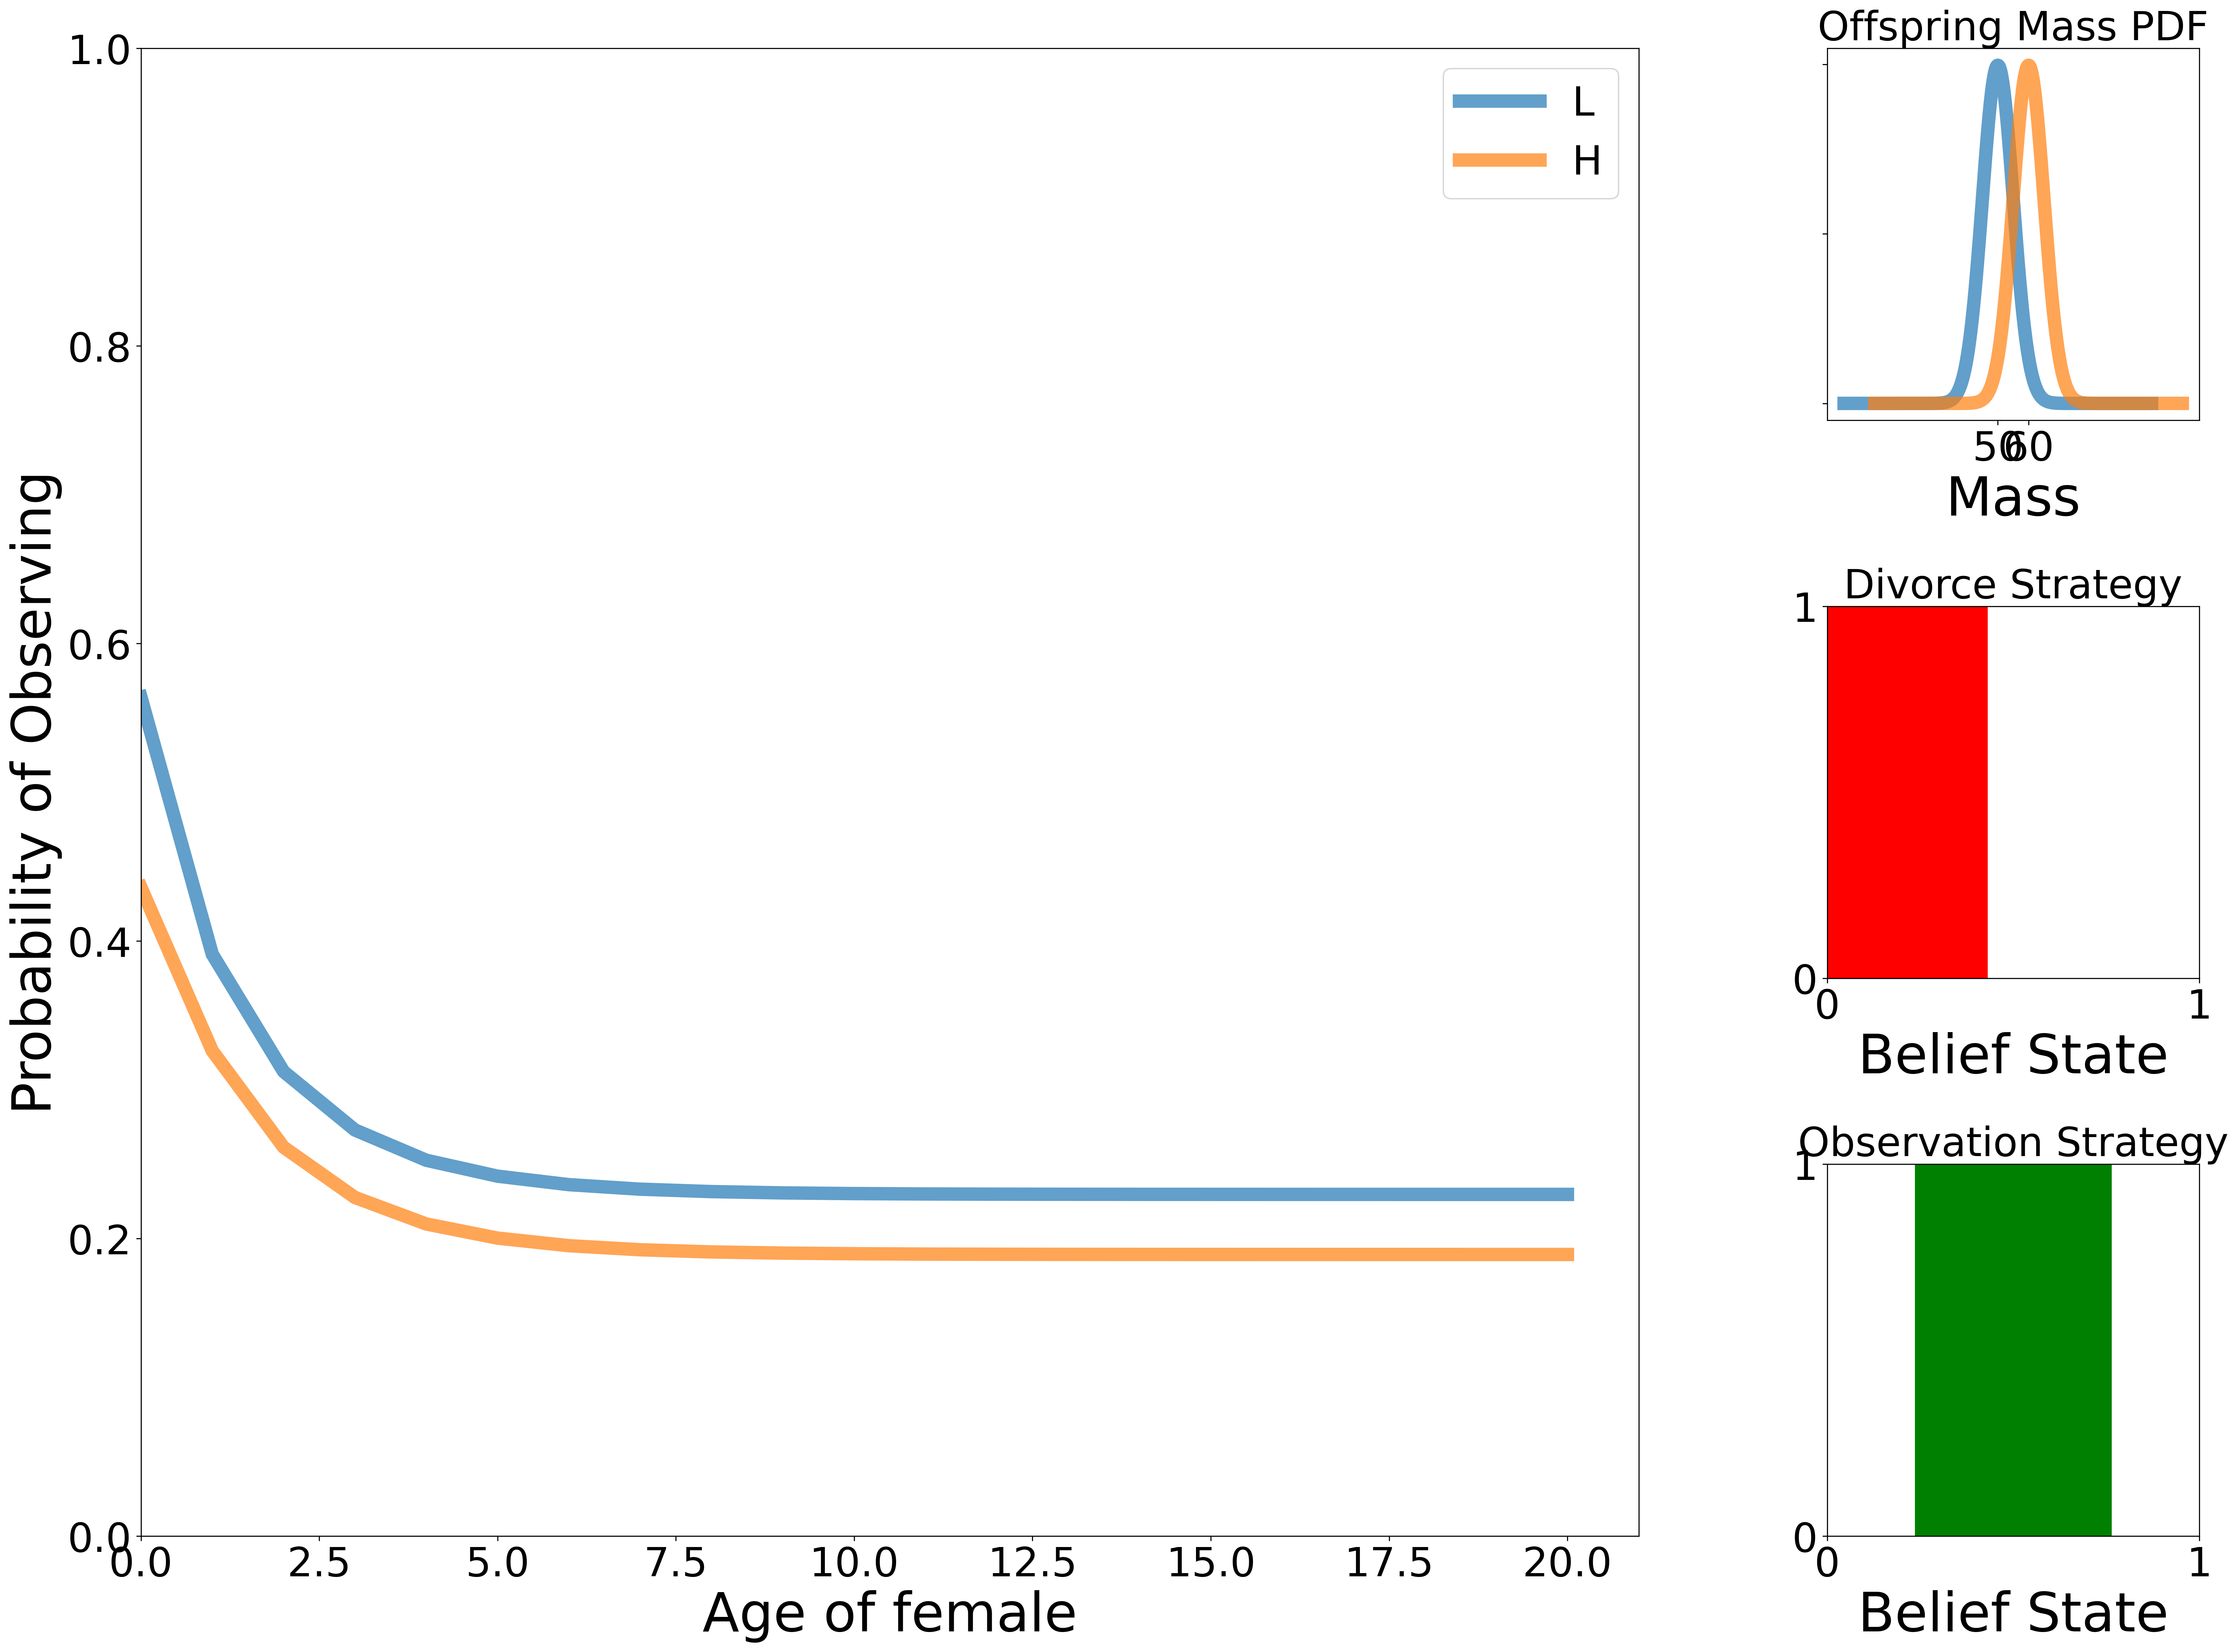 1.0
0.8
0.6
0.4
0.2
0.0
Probability of Observing
0.0 2.5 5.0 7.5 10.0 12.5 15.0 17.5 20.0
Age of female
L
H
Offspring Mass PDF
50 60
Mass
Divorce Strategy
1
0
0 1
Belief State
Observation Strategy
1
0
0 1
Belief State